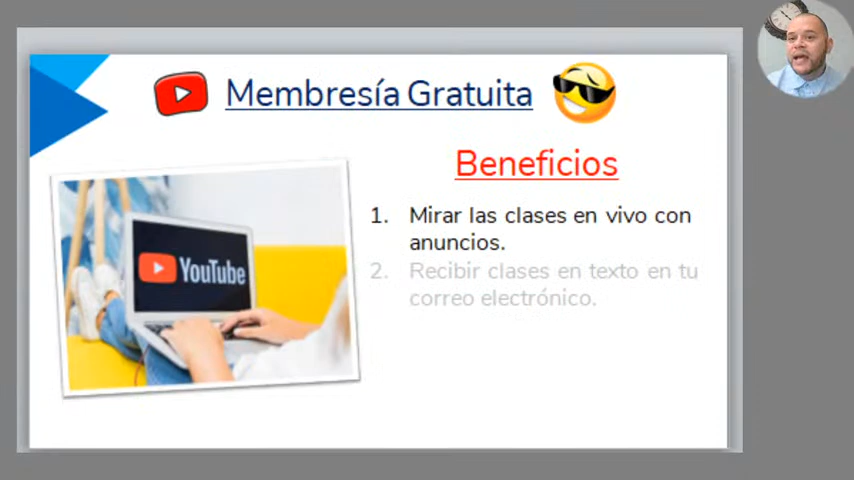 Membresía Gratuita
Beneficios
1. Mirar las clases en vivo con
anuncios.
2. Recibir clases en texto en tu
correo electrónico.
YouTube